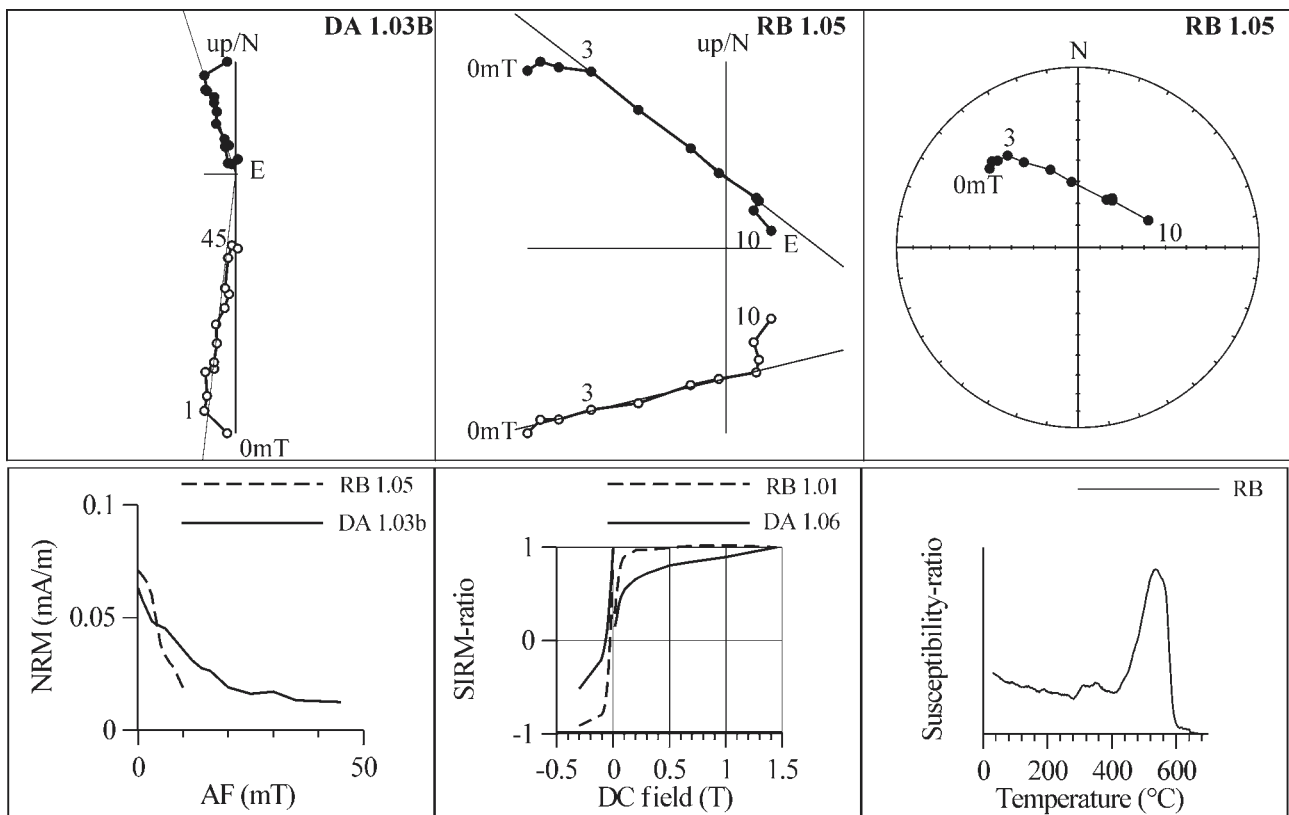 DA 1.03B
up/N
E
45
1
0mT
RB 1.05
up/N
3
0mT
10
E
10
3
0mT
RB 1.05
N
3
0mT
10
RB 1.05
DA 1.03b
0.1
0.05
0
NRM (mA/m)
0
50
AF (mT)
RB 1.01
DA 1.06
1
0
-1
SIRM-ratio
-0.5
0
0.5
1
1.5
DC field (T)
RB
Susceptibility-ratio
0
200
400
600
Temperature (°C)